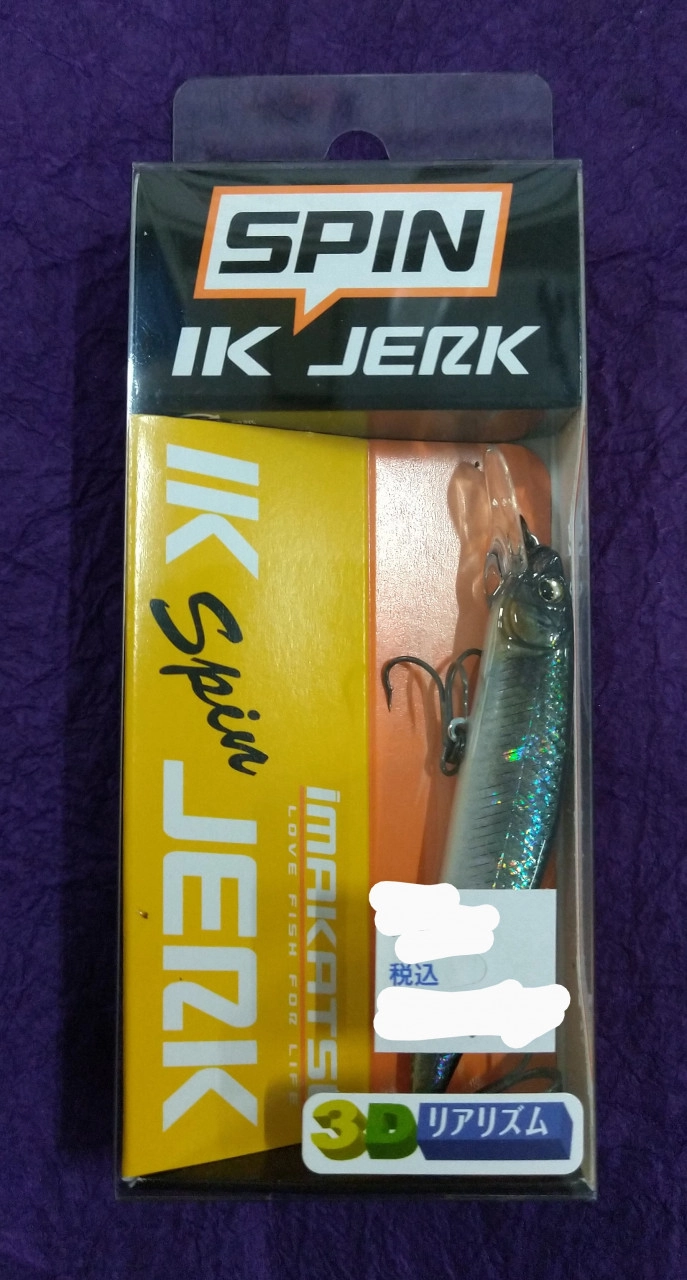 SPIN
IK JERK
IK Spin JERK
IMAKATSU
LOVE FISH FOR LIFE
税込
3D リアリズム